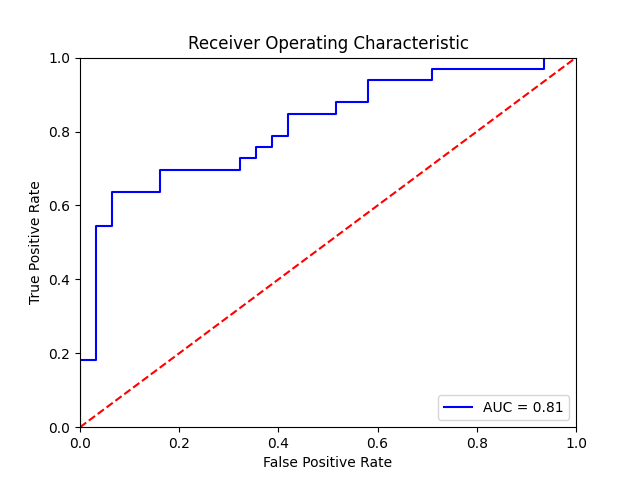 Receiver Operating Characteristic
1.0
0.8
0.6
0.4
0.2
0.0
True Positive Rate
AUC = 0.81
0.0 0.2 0.4 0.6 0.8 1.0
False Positive Rate